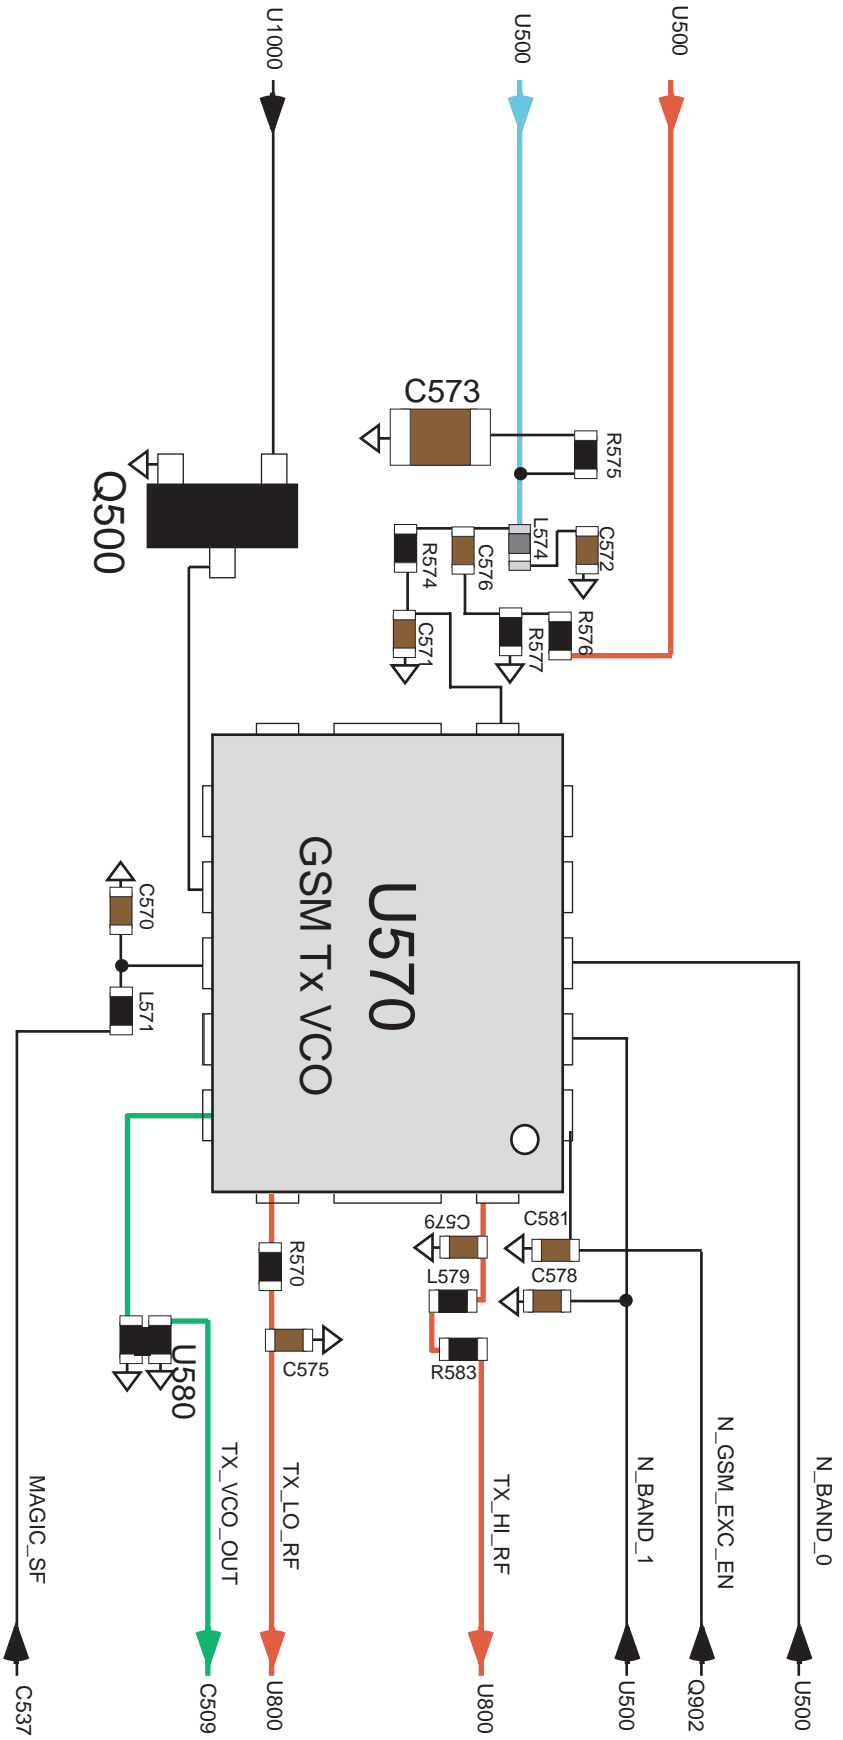 U1000
U500
U500
C573
R575
Q500
L574
C572
R574
C576
C571
R577
R576
U570
GSM Tx VCO
C570
L571
C579
C581
R570
L579
C578
C575
R583
U580
MAGIC_SF
TX_VCO_OUT
TX_LO_RF
TX_HI_RF
N_BAND_1
N_GSM_EXC_EN
N_BAND_0
C537
C509
U800
U800
U500
Q902
U500